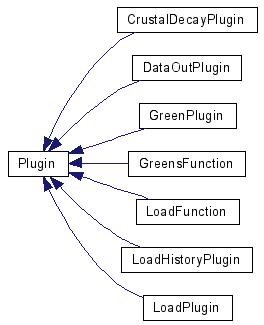 CrustalDecayPlugin
DataOutPlugin
GreenPlugin
Plugin
GreensFunction
LoadFunction
LoadHistoryPlugin
LoadPlugin